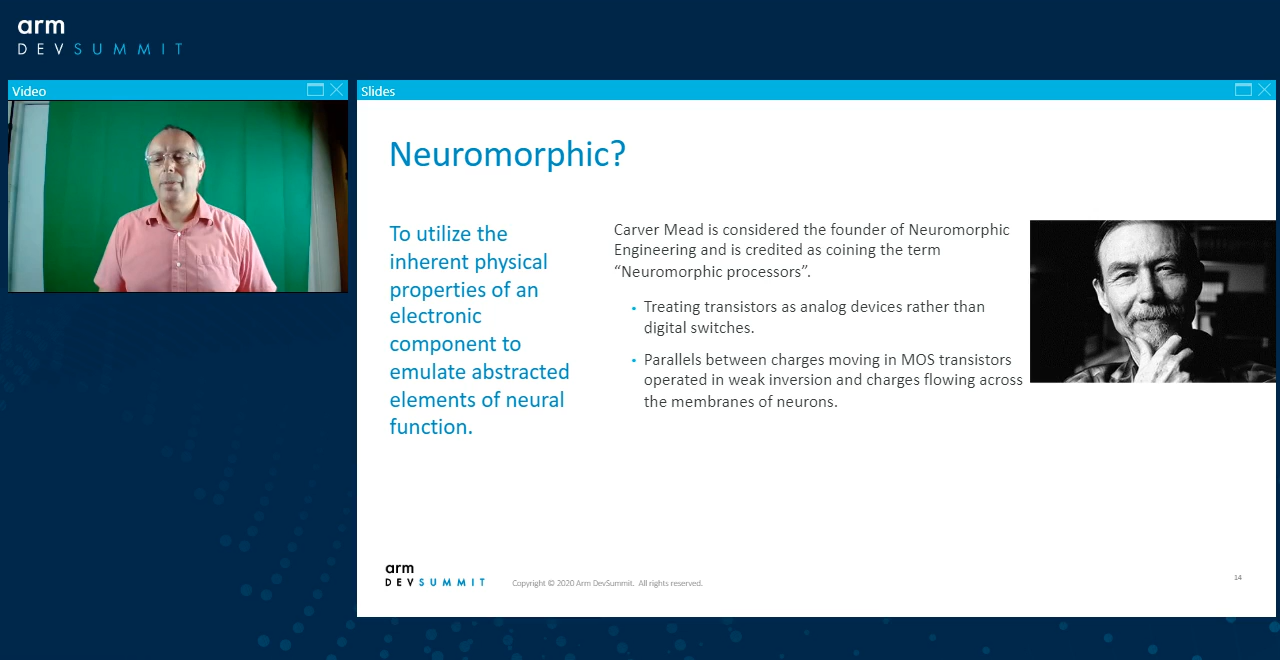 arm
DEVSUMMIT
Video
Slides
Neuromorphic?
To utilize the
inherent physical
properties of an
electronic
component to
emulate abstracted
elements of neural
function.
Carver Mead is considered the founder of Neuromorphic
Engineering and is credited as coining the term
“Neuromorphic processors”.
• Treating transistors as analog devices rather than
digital switches.
• Parallels between charges moving in MOS transistors
operated in weak inversion and charges flowing across
the membranes of neurons.
arm
DEVSUMMIT
Copyright © 2020 Arm DevSummit. All rights reserved.
14